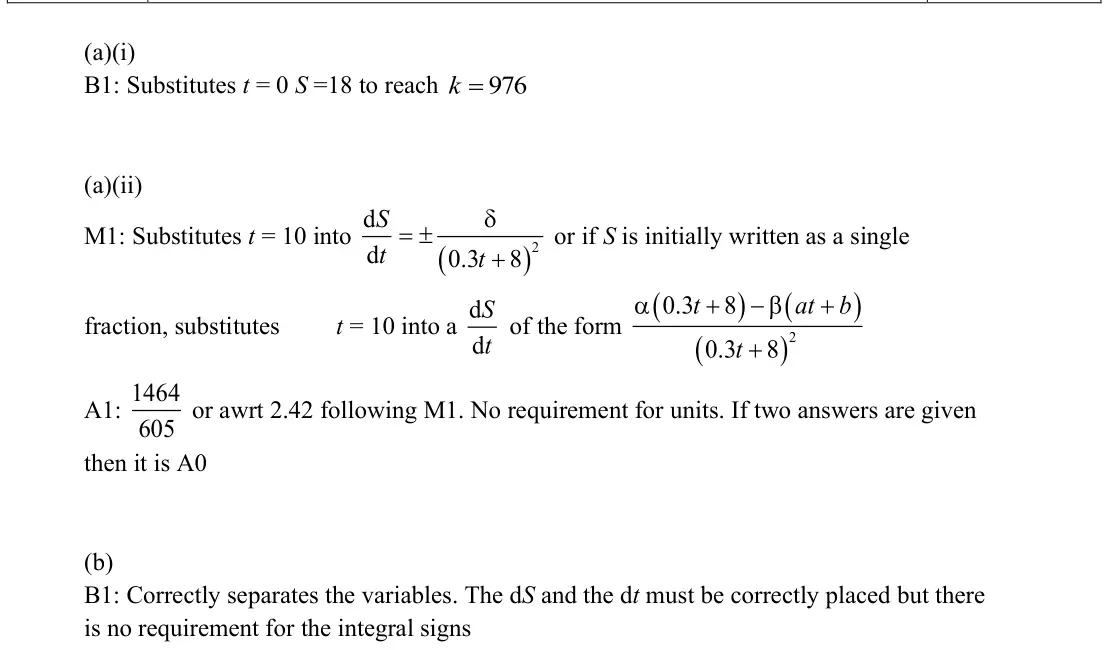 (a)(i)
B1: Substitutes t = 0 S =18 to reach k = 976
(a)(ii)
M1: Substitutes t = 10 into dS/dt = ± δ/(0.3t + 8)² or if S is initially written as a single
fraction, substitutes t = 10 into a dS/dt of the form (α(0.3t + 8) − β(at + b))/(0.3t + 8)²
A1: 1464/605 or awrt 2.42 following M1. No requirement for units. If two answers are given
then it is A0
(b)
B1: Correctly separates the variables. The dS and the dt must be correctly placed but there
is no requirement for the integral signs